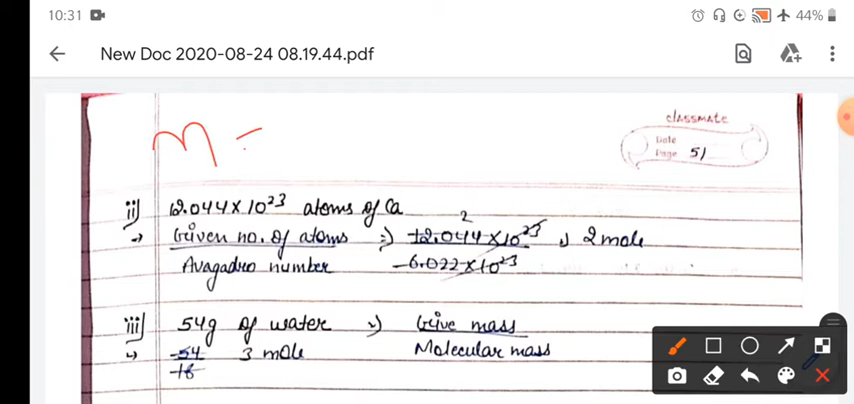 10:31
44%
New Doc 2020-08-24 08.19.44.pdf
classmate
Date
Page 51
M =
ii) 12.044 × 10²³ atoms of Ca
2
→ Given no. of atoms ⇒) 12.044 × 10²³ , 2 mole
Avagadro number 6.022 × 10²³
iii) 54g of water Give mass
↳ 54 3 mole Molecular mass
18